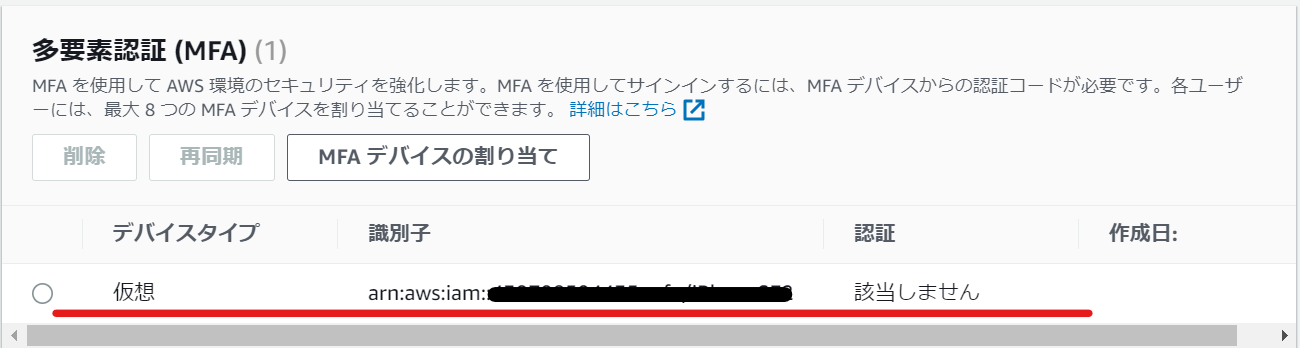 多要素認証 (MFA) (1)
MFA を使用して AWS 環境のセキュリティを強化します。MFA を使用してサインインするには、MFA デバイスからの認証コードが必要です。各ユーザ
ーには、最大 8 つの MFA デバイスを割り当てることができます。 詳細はこちら
削除 再同期 MFA デバイスの割り当て
デバイスタイプ 識別子 認証 作成日:
仮想 arn:aws:iam: 該当しません